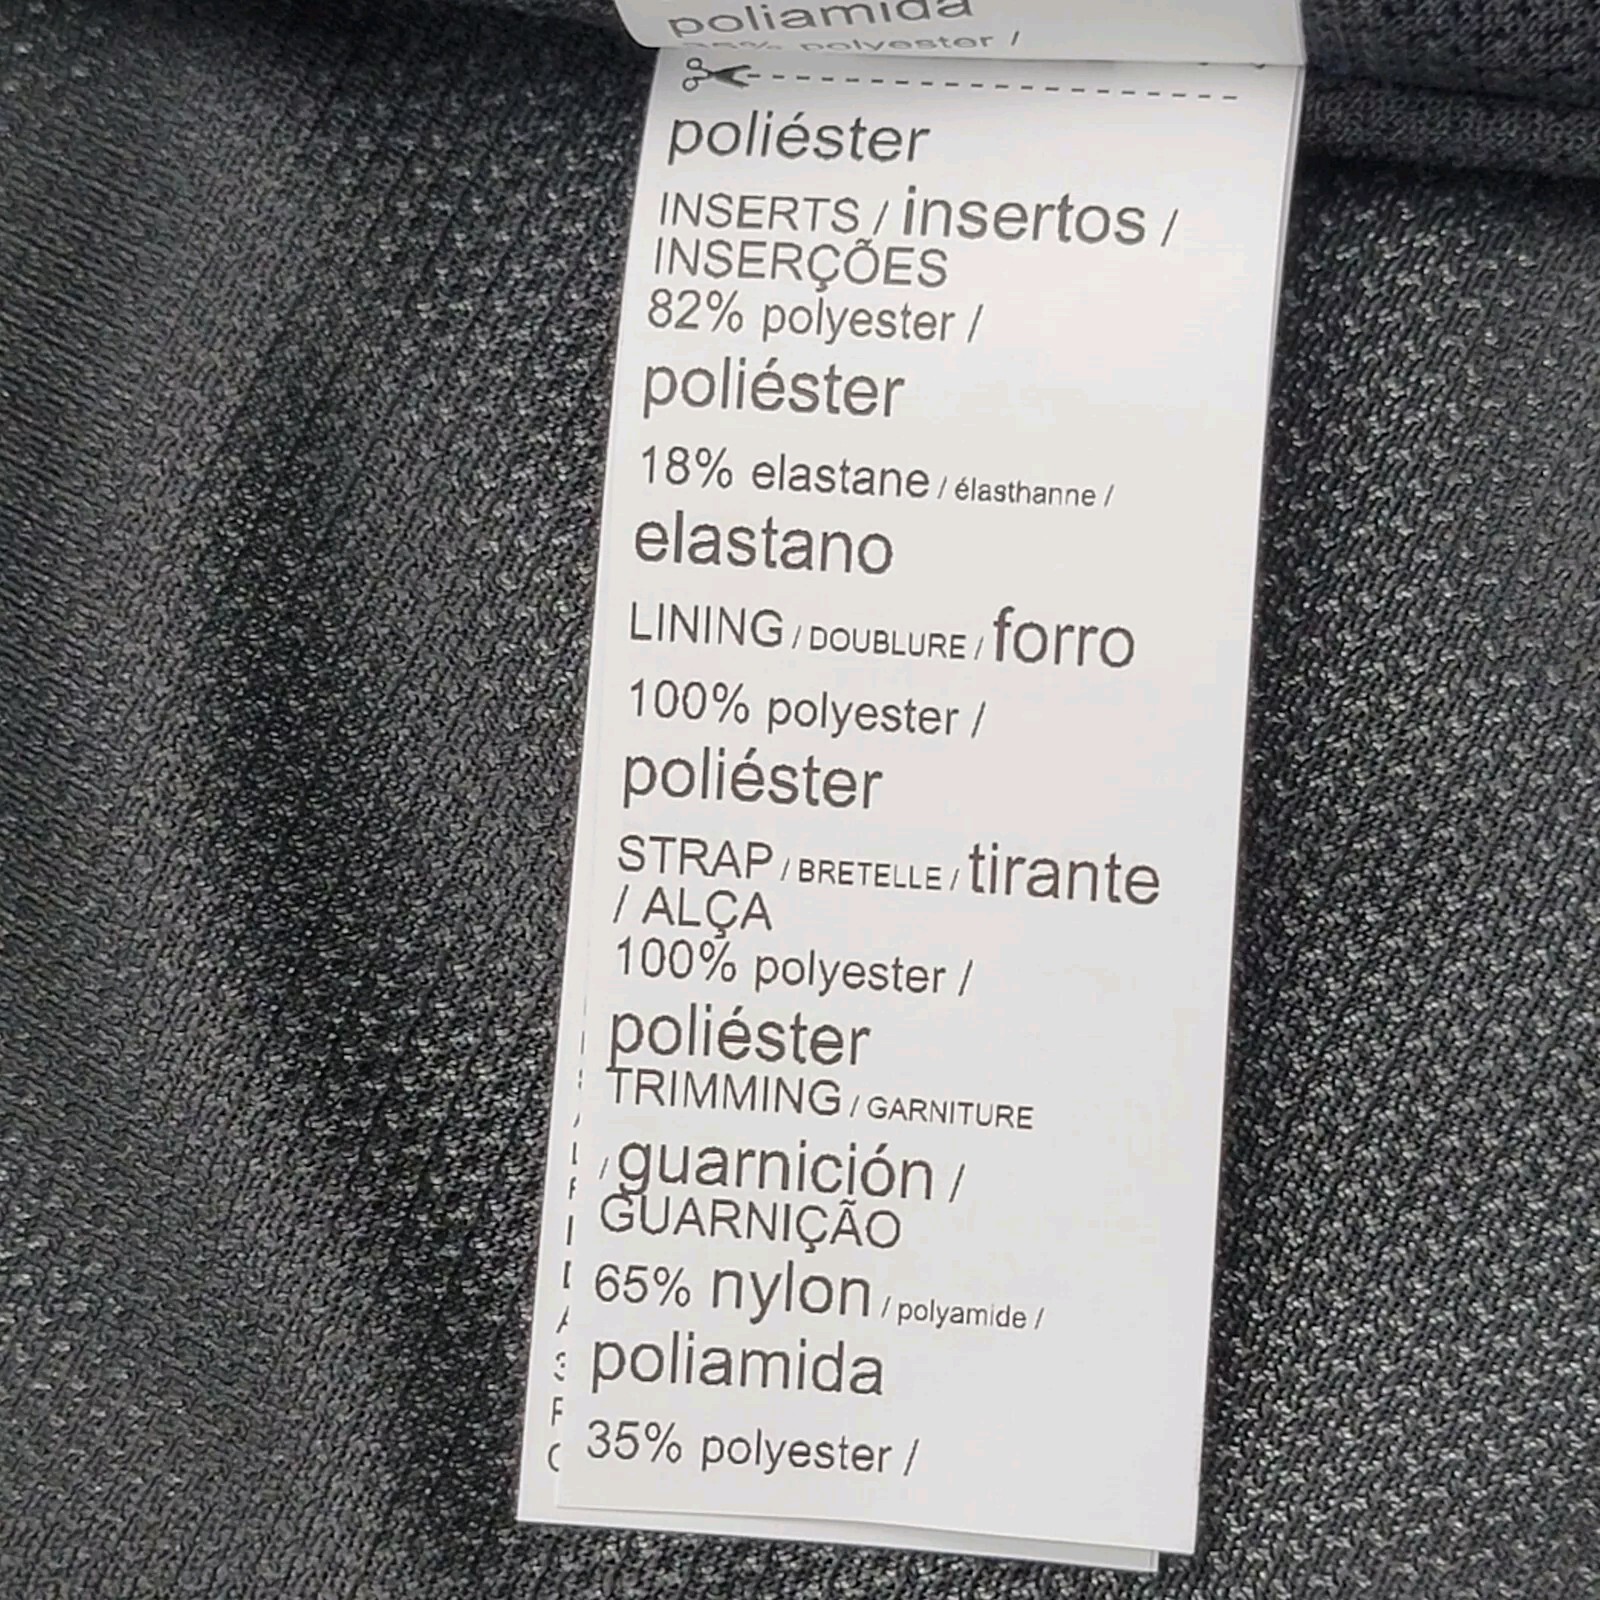 poliamida
polyester /
poliéster
INSERTS / insertos /
INSERÇÕES
82% polyester /
poliéster
18% elastane / élasthanne /
elastano
LINING / DOUBLURE / forro
100% polyester /
poliéster
STRAP / BRETELLE / tirante
/ ALÇA
100% polyester /
poliéster
TRIMMING / GARNITURE
/ guarnición /
GUARNIÇÃO
65% nylon / polyamide /
poliamida
35% polyester /